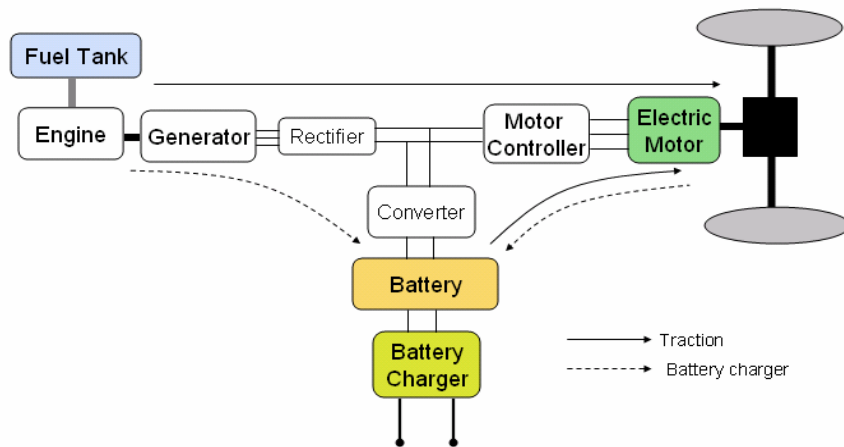 Fuel Tank
Engine
Generator
Rectifier
Motor
Controller
Electric
Motor
Converter
Battery
Battery
Charger
Traction
Battery charger